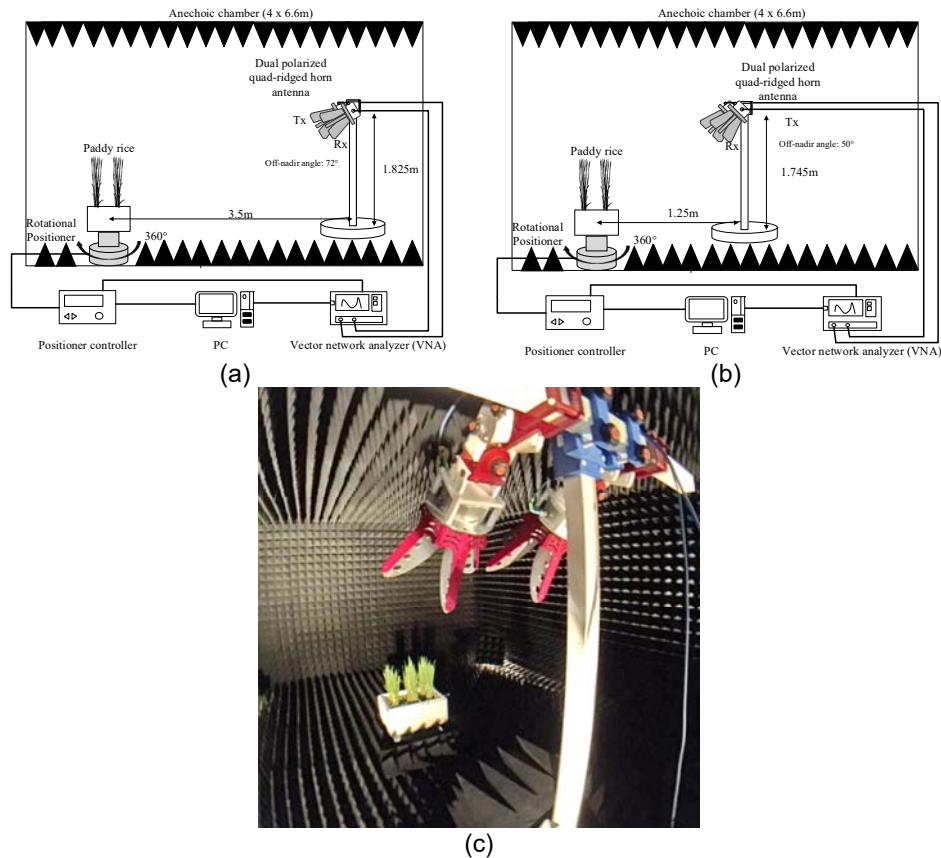 Anechoic chamber (4 x 6.6m)
Dual polarized
quad-ridged horn
antenna
Tx
Rx
Off-nadir angle: 72°
1.825m
Paddy rice
3.5m
Rotational
Positioner
360°
Positioner controller
PC
Vector network analyzer (VNA)
(a)
Anechoic chamber (4 x 6.6m)
Dual polarized
quad-ridged horn
antenna
Tx
Rx
Off-nadir angle: 50°
1.745m
Paddy rice
1.25m
Rotational
Positioner
360°
Positioner controller
PC
Vector network analyzer (VNA)
(b)
(c)